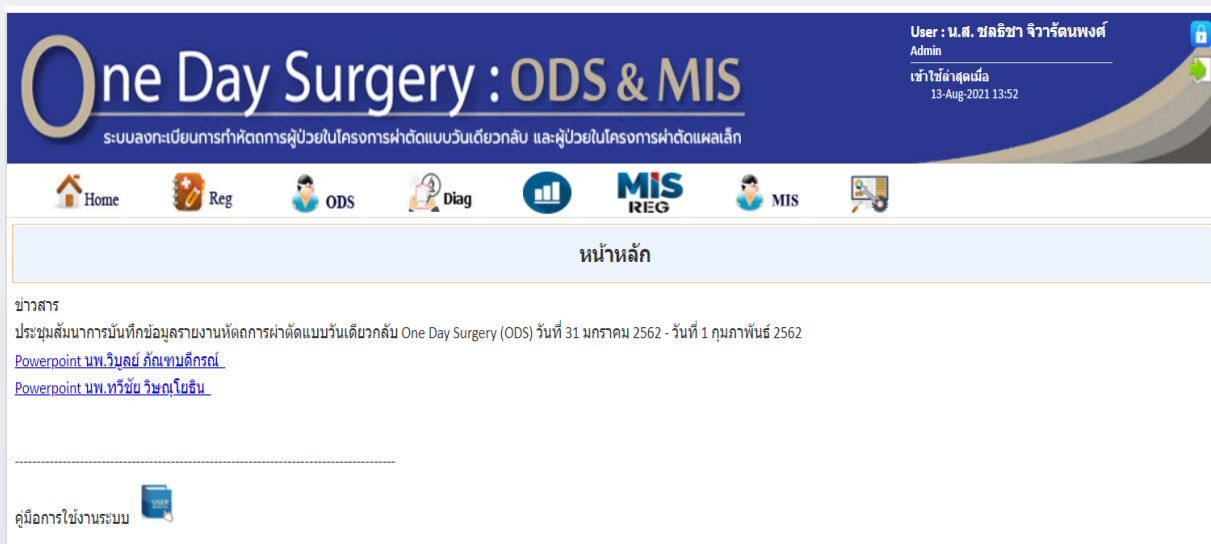 One Day Surgery : ODS & MIS
ระบบลงทะเบียนการทำหัตถการผู้ป่วยในโครงการผ่าตัดแบบวันเดียวกลับ และผู้ป่วยในโครงการผ่าตัดแผลเล็ก
User : น.ส. ชลธิชา จิวารัตนพงศ์
Admin
เข้าใช้ล่าสุดเมื่อ
13-Aug-2021 13:52
Home Reg ODS Diag MIS REG MIS
หน้าหลัก
ข่าวสาร
ประชุมสัมนาการบันทึกข้อมูลรายงานหัตถการผ่าตัดแบบวันเดียวกลับ One Day Surgery (ODS) วันที่ 31 มกราคม 2562 - วันที่ 1 กุมภาพันธ์ 2562
Powerpoint นพ.วิบูลย์ ภัณฑบดีกรณ์
Powerpoint นพ.ทวีชัย วิษณุโยธิน
----------------------------------------------------------------------------------------
คู่มือการใช้งานระบบ USER